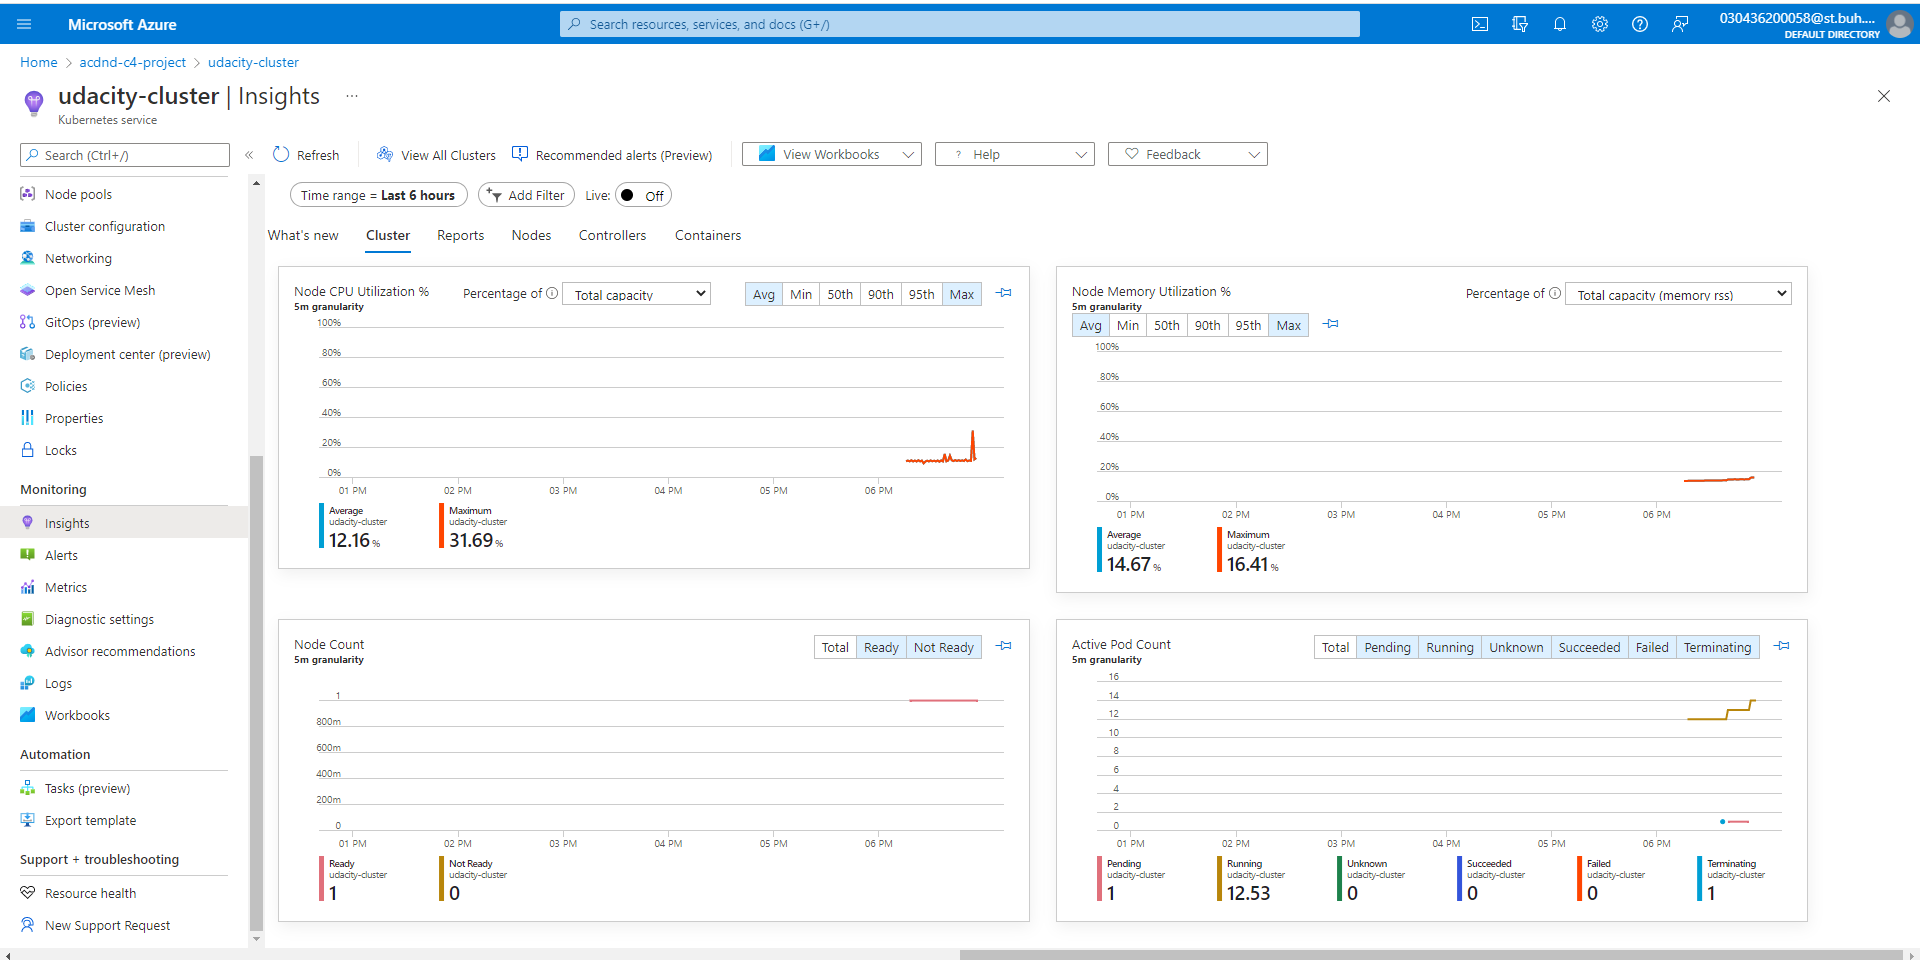 Microsoft Azure
Search resources, services, and docs (G+/)
030436200058@st.buh....
DEFAULT DIRECTORY
Home > acdnd-c4-project > udacity-cluster
udacity-cluster | Insights ...
Kubernetes service
Search (Ctrl+/)
«
Refresh
View All Clusters
Recommended alerts (Preview)
View Workbooks
? Help
Feedback
Time range = Last 6 hours
Add Filter
Live: Off
What's new
Cluster
Reports
Nodes
Controllers
Containers
Node pools
Cluster configuration
Networking
Open Service Mesh
GitOps (preview)
Deployment center (preview)
Policies
Properties
Locks
Monitoring
Insights
Alerts
Metrics
Diagnostic settings
Advisor recommendations
Logs
Workbooks
Automation
Tasks (preview)
Export template
Support + troubleshooting
Resource health
New Support Request
Node CPU Utilization %
5m granularity
Percentage of
Total capacity
Avg Min 50th 90th 95th Max
100%
80%
60%
40%
20%
0%
01 PM 02 PM 03 PM 04 PM 05 PM 06 PM
Average
udacity-cluster
12.16 %
Maximum
udacity-cluster
31.69 %
Node Memory Utilization %
5m granularity
Percentage of
Total capacity (memory rss)
Avg Min 50th 90th 95th Max
100%
80%
60%
40%
20%
0%
01 PM 02 PM 03 PM 04 PM 05 PM 06 PM
Average
udacity-cluster
14.67 %
Maximum
udacity-cluster
16.41 %
Node Count
5m granularity
Total Ready Not Ready
1
800m
600m
400m
200m
0
01 PM 02 PM 03 PM 04 PM 05 PM 06 PM
Ready
udacity-cluster
1
Not Ready
udacity-cluster
0
Active Pod Count
5m granularity
Total Pending Running Unknown Succeeded Failed Terminating
16
14
12
10
8
6
4
2
0
01 PM 02 PM 03 PM 04 PM 05 PM 06 PM
Pending
udacity-cluster
1
Running
udacity-cluster
12.53
Unknown
udacity-cluster
0
Succeeded
udacity-cluster
0
Failed
udacity-cluster
0
Terminating
udacity-cluster
1